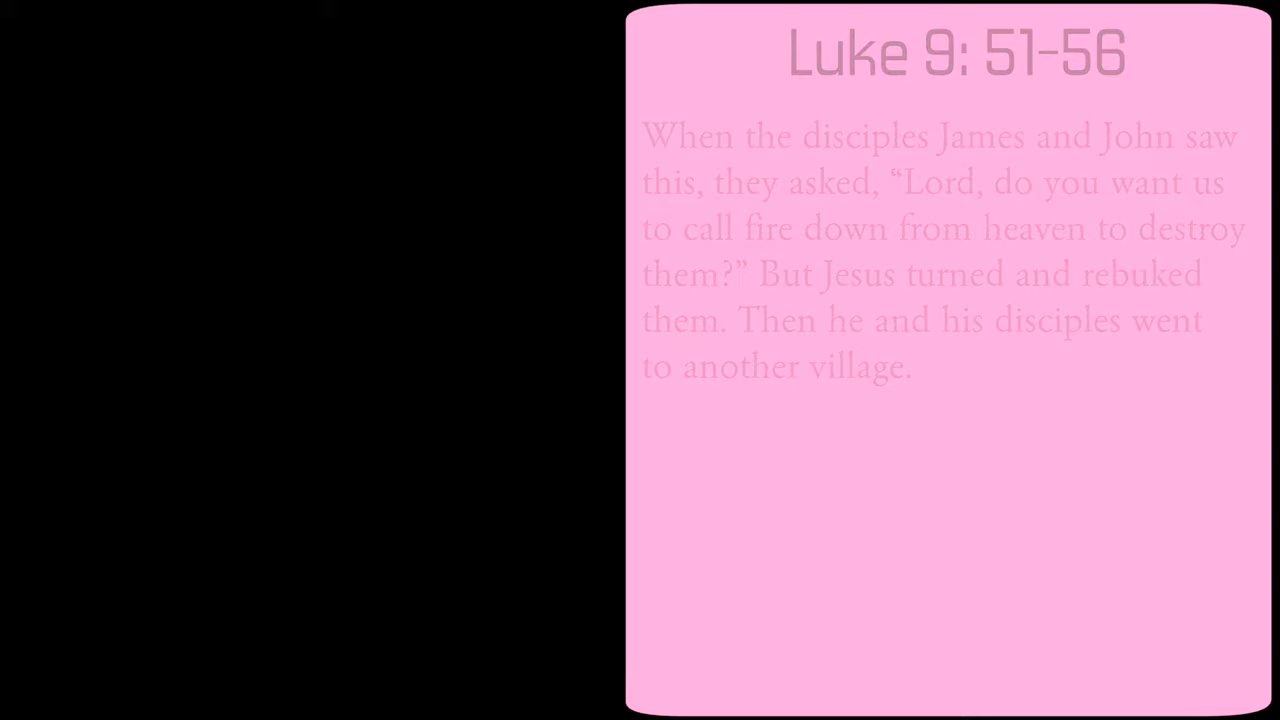 Luke 9: 51-56
When the disciples James and John saw
this, they asked, “Lord, do you want us
to call fire down from heaven to destroy
them?” But Jesus turned and rebuked
them. Then he and his disciples went
to another village.